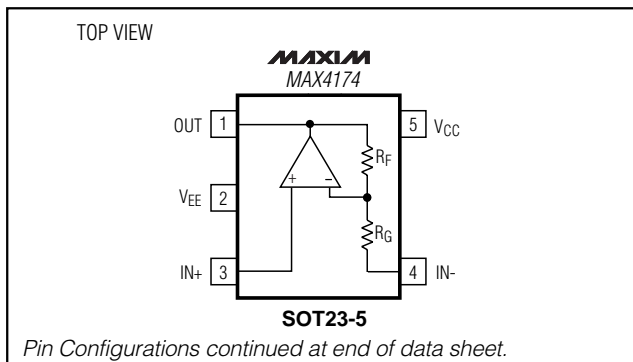 TOP VIEW
MAXIM
MAX4174
OUT 1
5 VCC
RF
+ −
VEE 2
RG
IN+ 3
4 IN-
SOT23-5
Pin Configurations continued at end of data sheet.